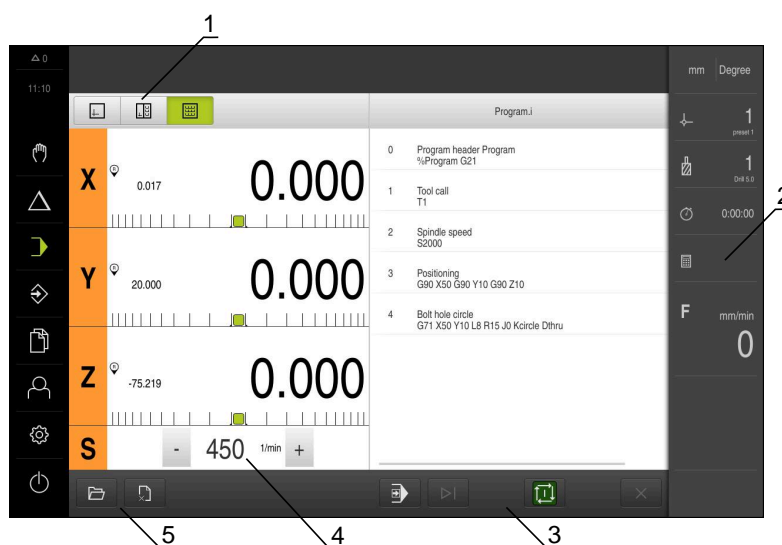 1
0
11:10
mm Degree
Program.i
1
preset 1
1
Drill 5.0
0:00:00
2
F mm/min
0
X R 0.017 0.000
Y R 20.000 0.000
Z R -75.219 0.000
S - 450 1/min +
0 Program header Program
%Program G21
1 Tool call
T1
2 Spindle speed
S2000
3 Positioning
G90 X50 G90 Y10 G90 Z10
4 Bolt hole circle
G71 X50 Y10 L8 R15 J0 Kcircle Dthru
5
4
3